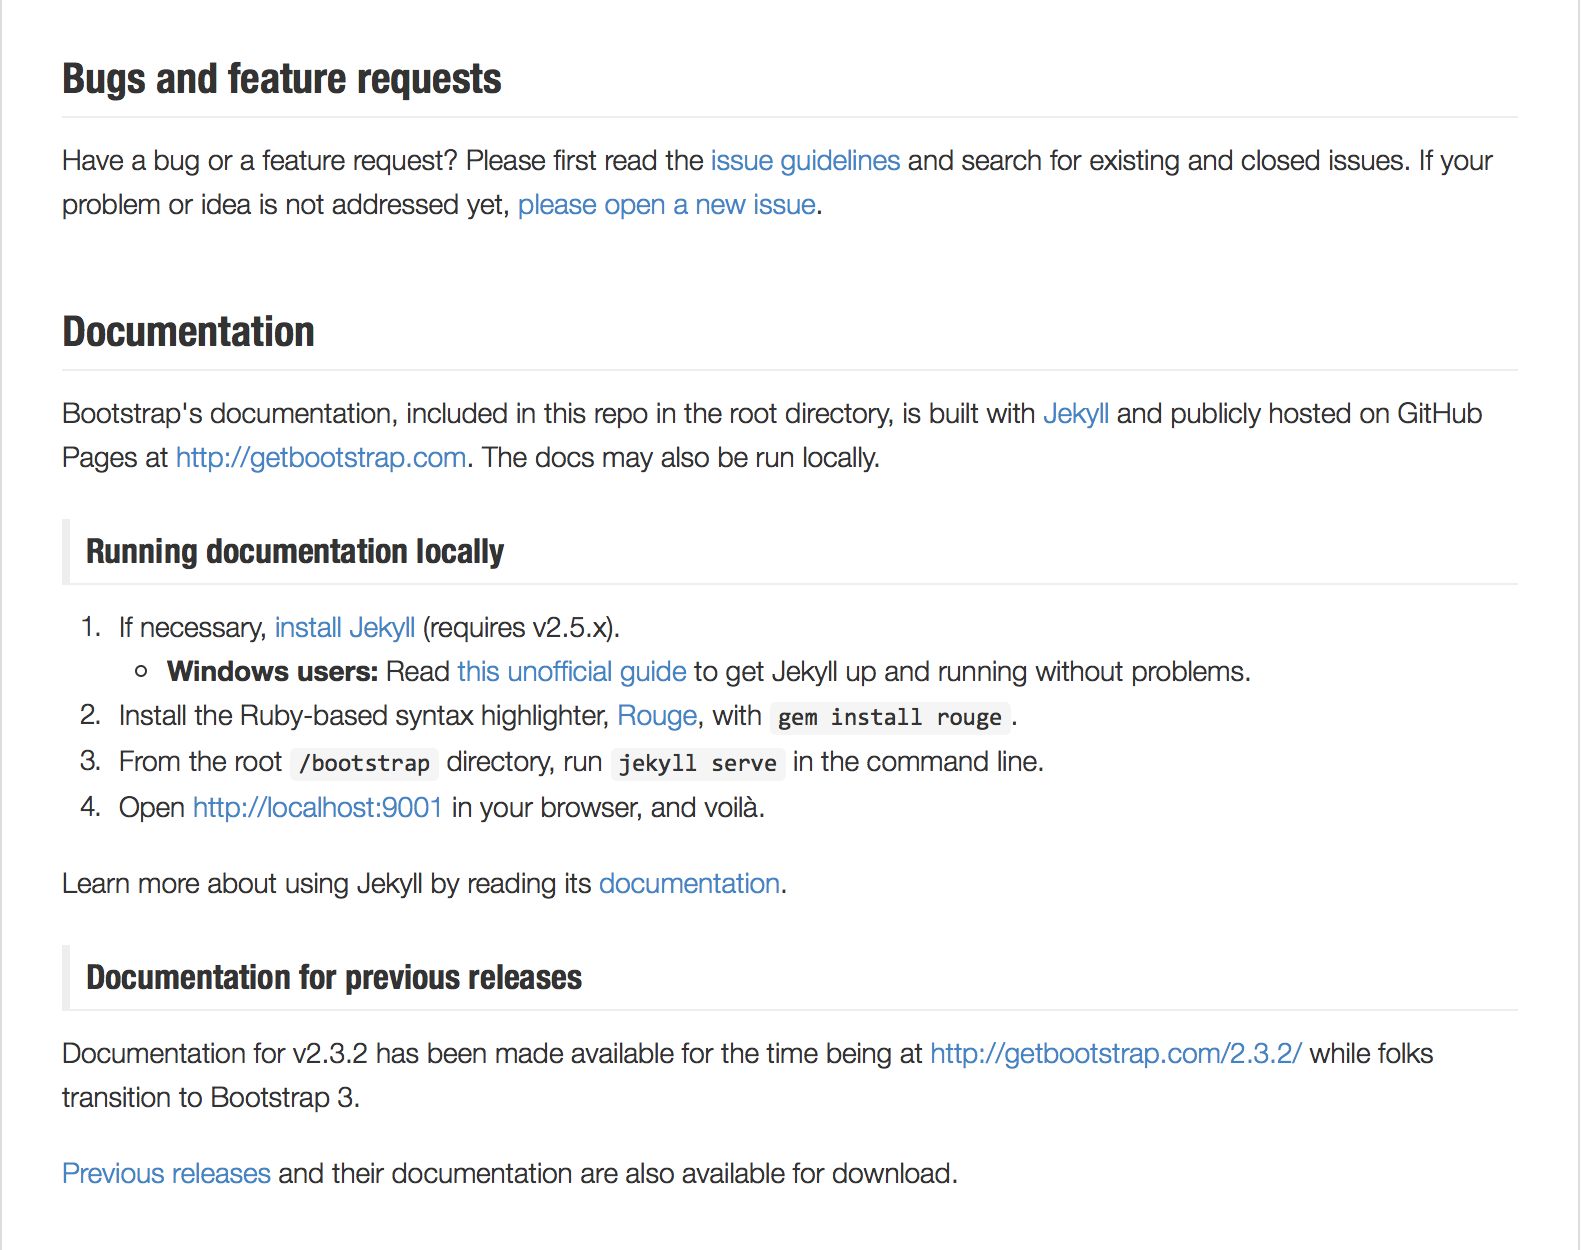 Bugs and feature requests
Have a bug or a feature request? Please first read the issue guidelines and search for existing and closed issues. If your
problem or idea is not addressed yet, please open a new issue.
Documentation
Bootstrap's documentation, included in this repo in the root directory, is built with Jekyll and publicly hosted on GitHub
Pages at http://getbootstrap.com. The docs may also be run locally.
Running documentation locally
1. If necessary, install Jekyll (requires v2.5.x).
○ Windows users: Read this unofficial guide to get Jekyll up and running without problems.
2. Install the Ruby-based syntax highlighter, Rouge, with gem install rouge.
3. From the root /bootstrap directory, run jekyll serve in the command line.
4. Open http://localhost:9001 in your browser, and voilà.
Learn more about using Jekyll by reading its documentation.
Documentation for previous releases
Documentation for v2.3.2 has been made available for the time being at http://getbootstrap.com/2.3.2/ while folks
transition to Bootstrap 3.
Previous releases and their documentation are also available for download.